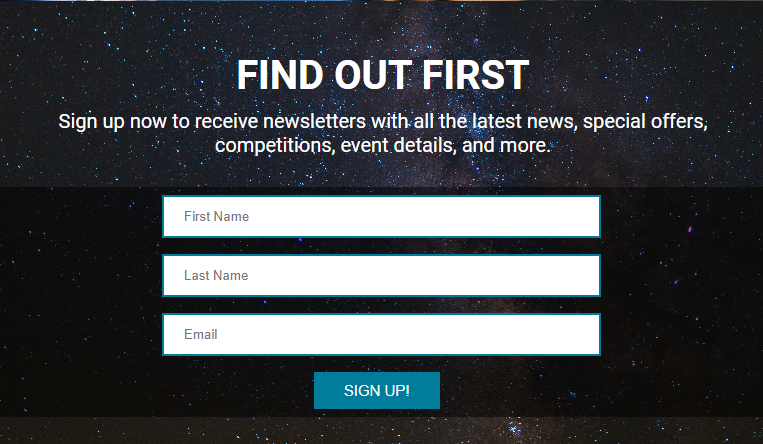 FIND OUT FIRST
Sign up now to receive newsletters with all the latest news, special offers,
competitions, event details, and more.
First Name
Last Name
Email
SIGN UP!